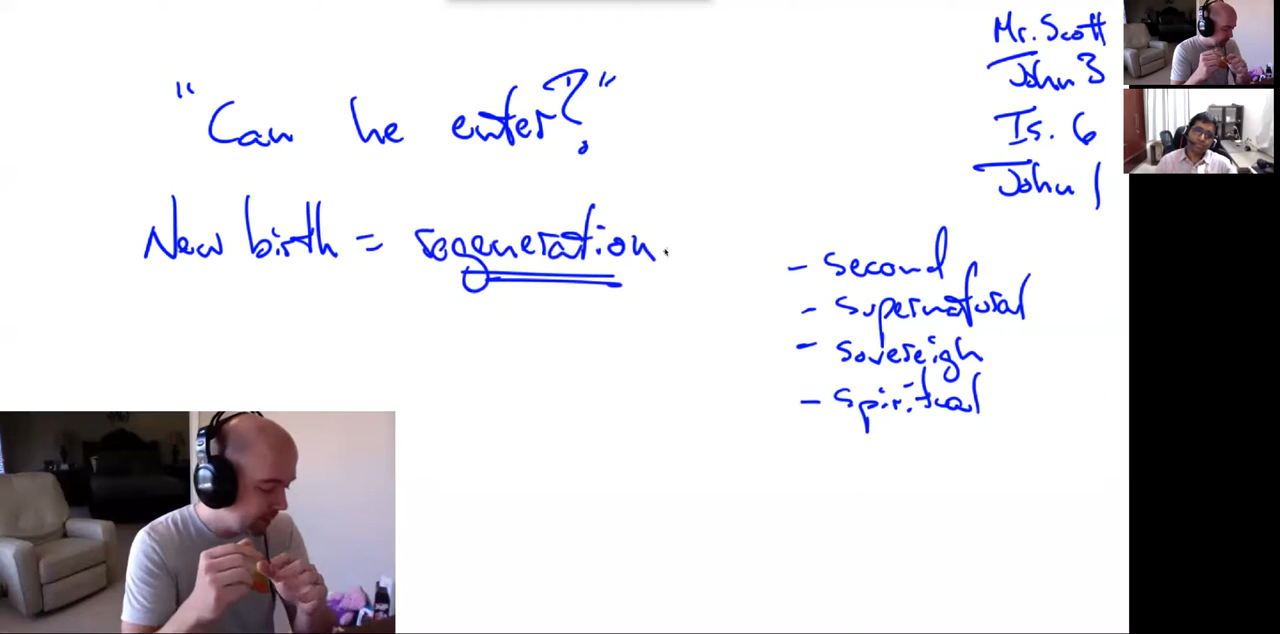 "Can he enter?"
New birth = regeneration.
Mr. Scott
John 3
Is. 6
John 1
- second
- supernatural
- sovereign
- spiritual